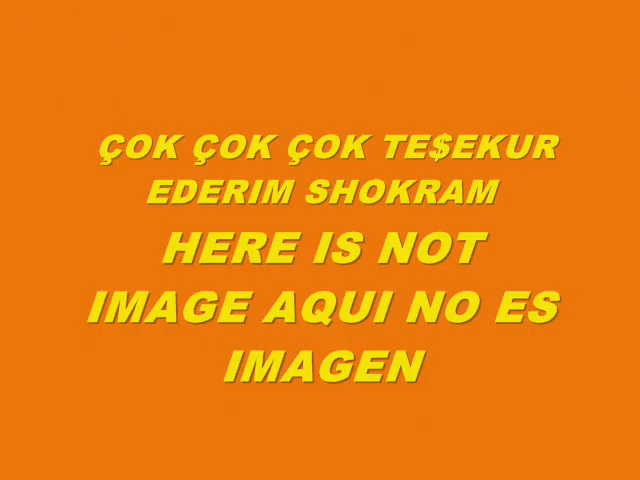 ÇOK ÇOK ÇOK TE$EKUR
EDERIM SHOKRAM
HERE IS NOT
IMAGE AQUI NO ES
IMAGEN